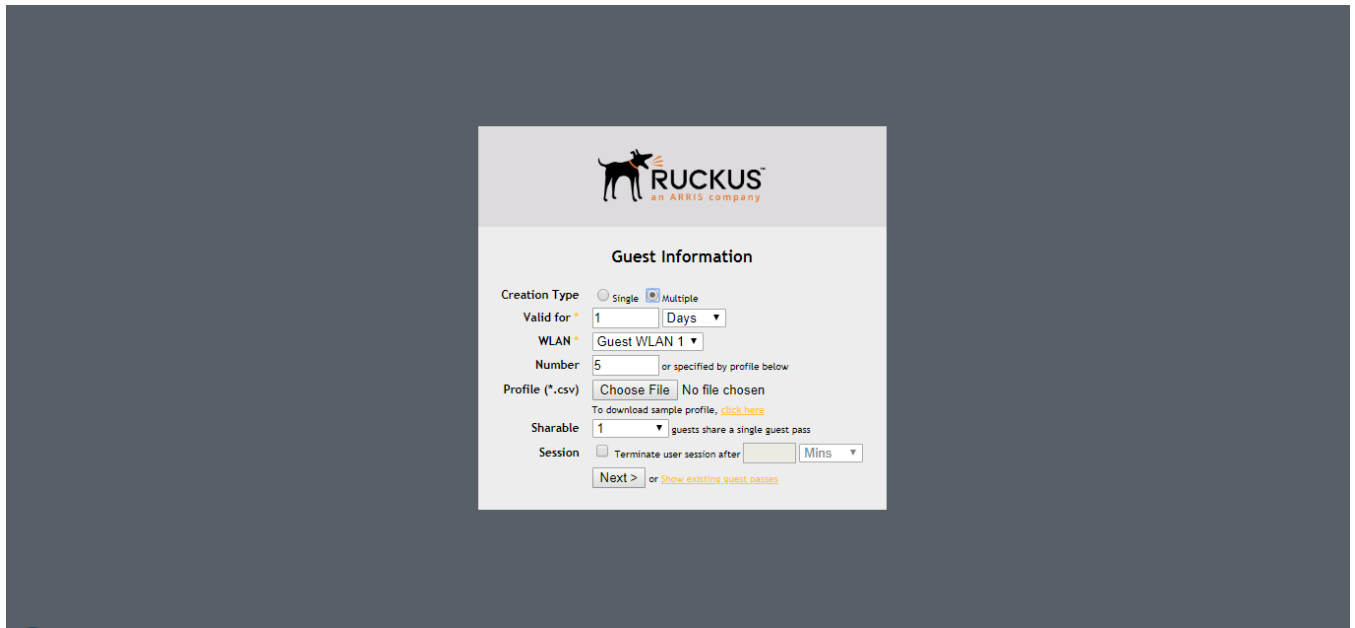 RUCKUS™
an ARRIS company
Guest Information
Creation Type Single Multiple
Valid for * 1 Days
WLAN * Guest WLAN 1
Number 5 or specified by profile below
Profile (*.csv) Choose File No file chosen
To download sample profile, click here
Sharable 1 guests share a single guest pass
Session Terminate user session after Mins
Next > or Show existing guest passes